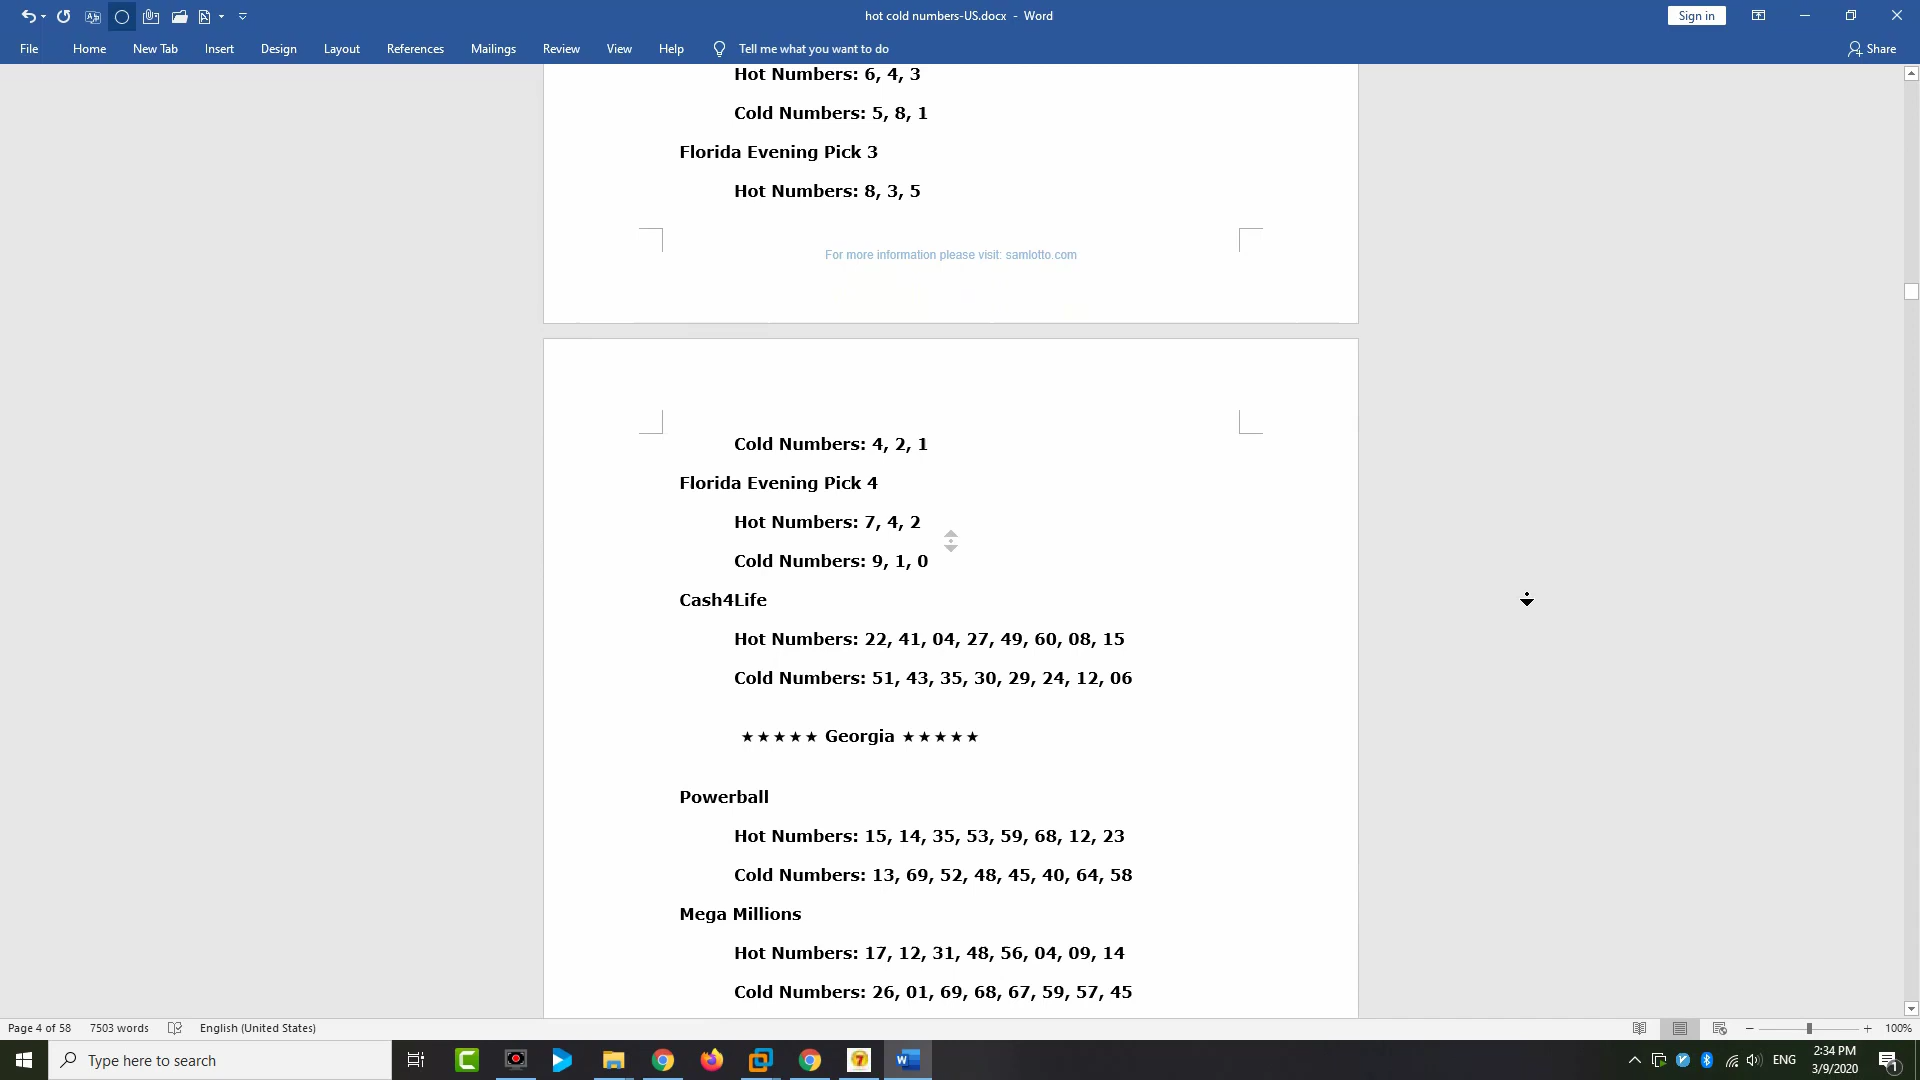 hot cold numbers-US.docx - Word
Sign in
File Home New Tab Insert Design Layout References Mailings Review View Help Tell me what you want to do Share
Hot Numbers: 6, 4, 3
Cold Numbers: 5, 8, 1
Florida Evening Pick 3
Hot Numbers: 8, 3, 5
For more information please visit: samlotto.com
Cold Numbers: 4, 2, 1
Florida Evening Pick 4
Hot Numbers: 7, 4, 2
Cold Numbers: 9, 1, 0
Cash4Life
Hot Numbers: 22, 41, 04, 27, 49, 60, 08, 15
Cold Numbers: 51, 43, 35, 30, 29, 24, 12, 06
★★★★★ Georgia ★★★★★
Powerball
Hot Numbers: 15, 14, 35, 53, 59, 68, 12, 23
Cold Numbers: 13, 69, 52, 48, 45, 40, 64, 58
Mega Millions
Hot Numbers: 17, 12, 31, 48, 56, 04, 09, 14
Cold Numbers: 26, 01, 69, 68, 67, 59, 57, 45
Page 4 of 58 7503 words English (United States) 100%
Type here to search
ENG
2:34 PM
3/9/2020